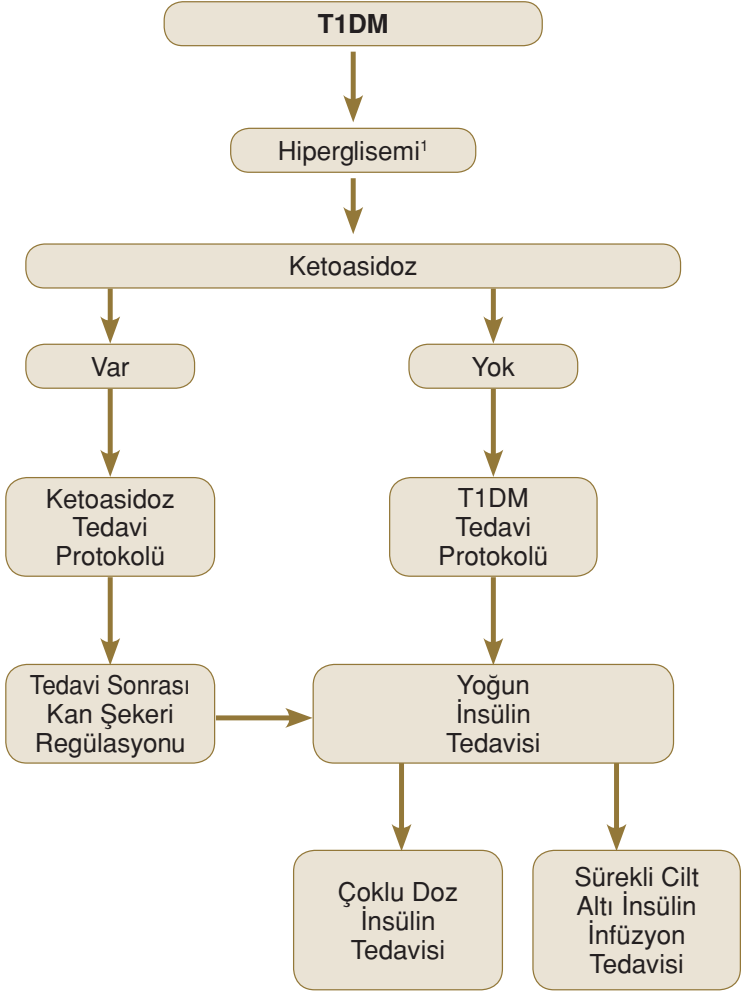 T1DM
Hiperglisemi¹
Ketoasidoz
Var
Yok
Ketoasidoz
Tedavi
Protokolü
T1DM
Tedavi
Protokolü
Tedavi Sonrası
Kan Şekeri
Regülasyonu
Yoğun
İnsülin
Tedavisi
Çoklu Doz
İnsülin
Tedavisi
Sürekli Cilt
Altı İnsülin
İnfüzyon
Tedavisi